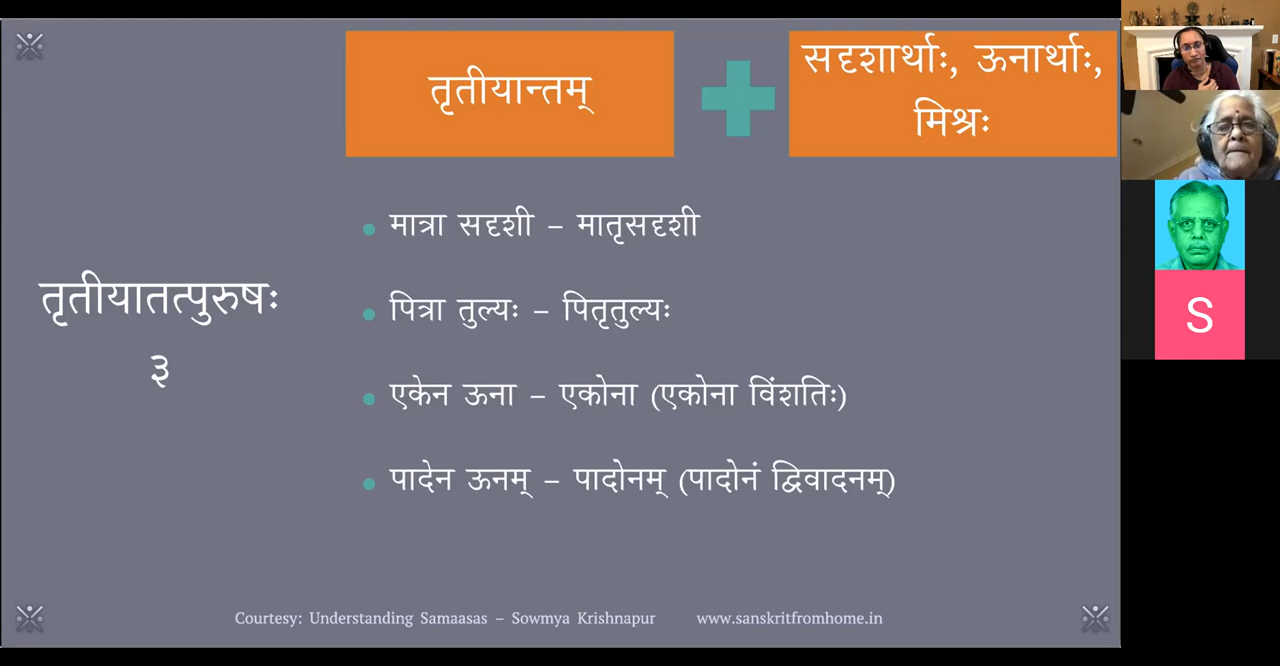 तृतीयान्तम्
सदृशार्थाः, ऊनार्थाः,
मिश्रः
मात्रा सदृशी – मातृसदृशी
तृतीयातत्पुरुषः
३
पित्रा तुल्यः – पितृतुल्यः
एकेन ऊना – एकोना (एकोना विंशतिः)
पादेन ऊनम् – पादोनम् (पादोनं द्विवादनम्)
Courtesy: Understanding Samaasas – Sowmya Krishnapur www.sanskritfromhome.in
S